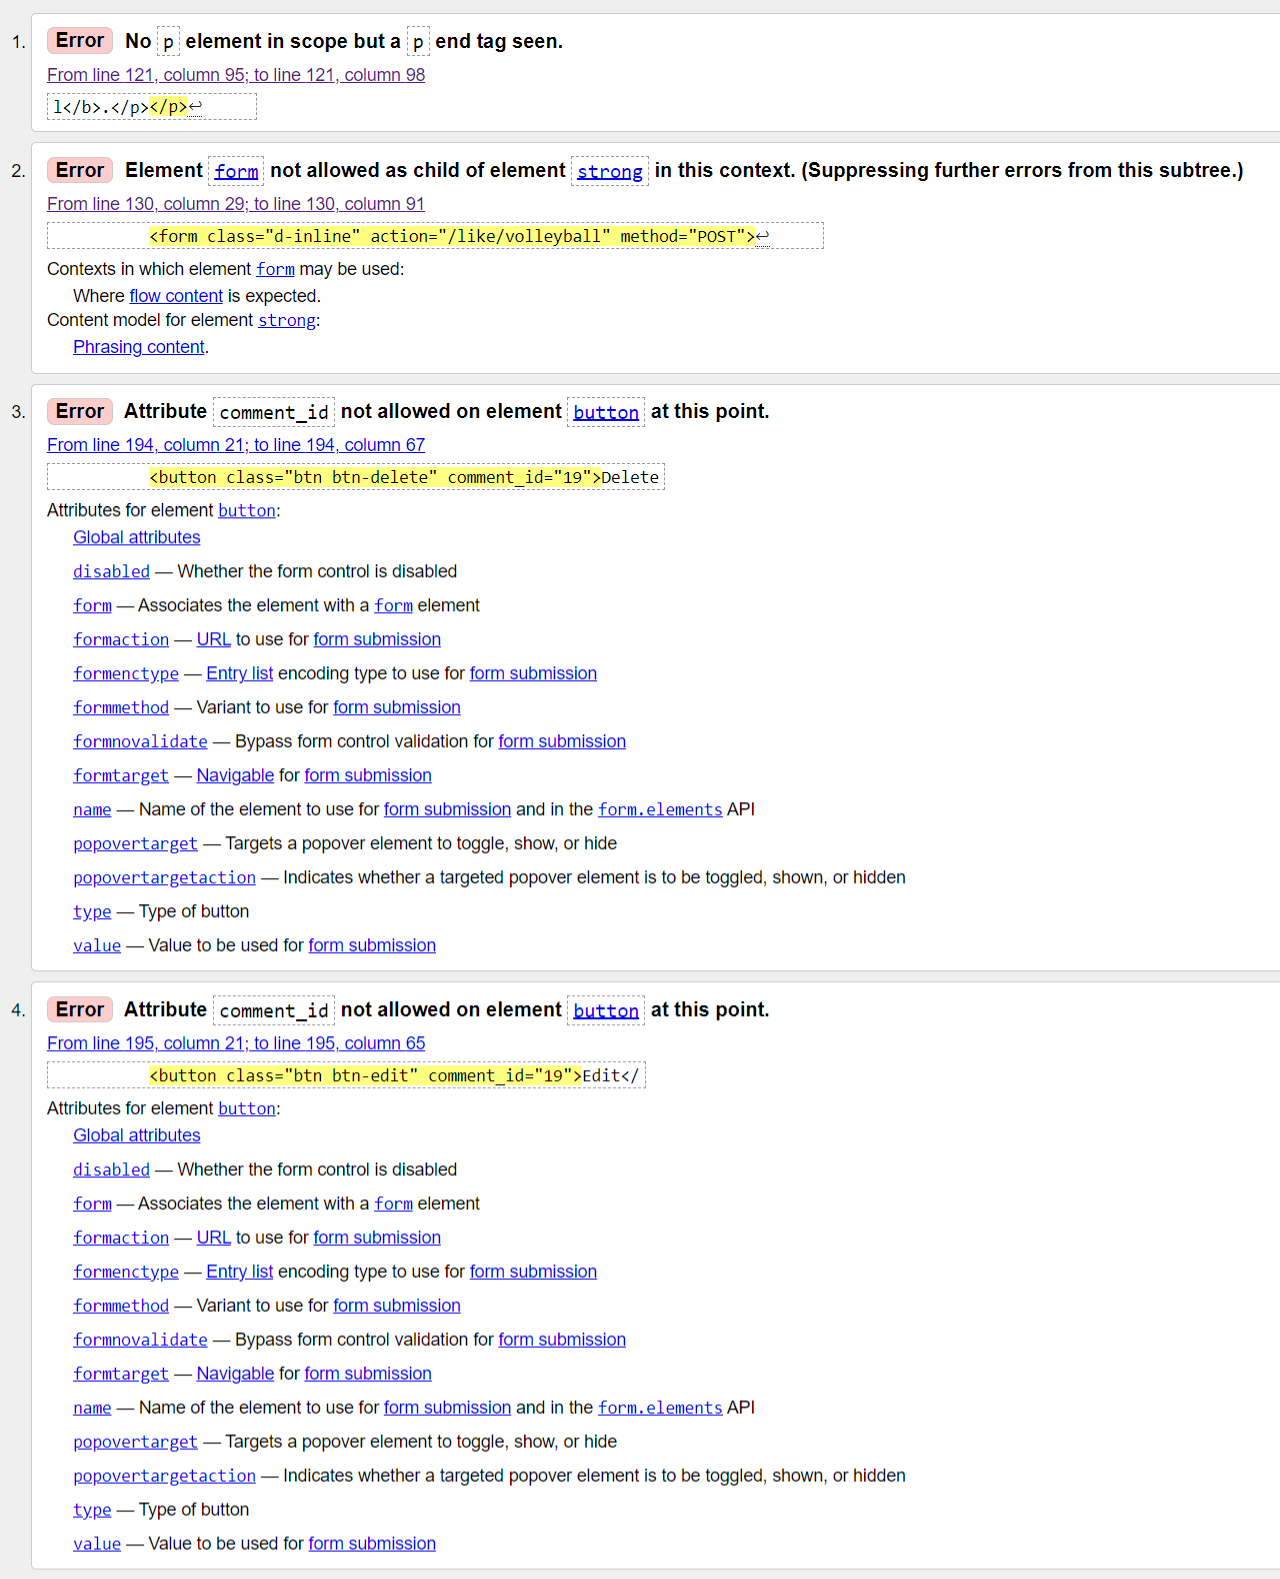 1. Error No p element in scope but a p end tag seen.
From line 121, column 95; to line 121, column 98
l</b>.</p></p>↩
2. Error Element form not allowed as child of element strong in this context. (Suppressing further errors from this subtree.)
From line 130, column 29; to line 130, column 91
<form class="d-inline" action="/like/volleyball" method="POST">↩
Contexts in which element form may be used:
Where flow content is expected.
Content model for element strong:
Phrasing content.
3. Error Attribute comment_id not allowed on element button at this point.
From line 194, column 21; to line 194, column 67
<button class="btn btn-delete" comment_id="19">Delete
Attributes for element button:
Global attributes
disabled — Whether the form control is disabled
form — Associates the element with a form element
formaction — URL to use for form submission
formenctype — Entry list encoding type to use for form submission
formmethod — Variant to use for form submission
formnovalidate — Bypass form control validation for form submission
formtarget — Navigable for form submission
name — Name of the element to use for form submission and in the form.elements API
popovertarget — Targets a popover element to toggle, show, or hide
popovertargetaction — Indicates whether a targeted popover element is to be toggled, shown, or hidden
type — Type of button
value — Value to be used for form submission
4. Error Attribute comment_id not allowed on element button at this point.
From line 195, column 21; to line 195, column 65
<button class="btn btn-edit" comment_id="19">Edit</
Attributes for element button:
Global attributes
disabled — Whether the form control is disabled
form — Associates the element with a form element
formaction — URL to use for form submission
formenctype — Entry list encoding type to use for form submission
formmethod — Variant to use for form submission
formnovalidate — Bypass form control validation for form submission
formtarget — Navigable for form submission
name — Name of the element to use for form submission and in the form.elements API
popovertarget — Targets a popover element to toggle, show, or hide
popovertargetaction — Indicates whether a targeted popover element is to be toggled, shown, or hidden
type — Type of button
value — Value to be used for form submission